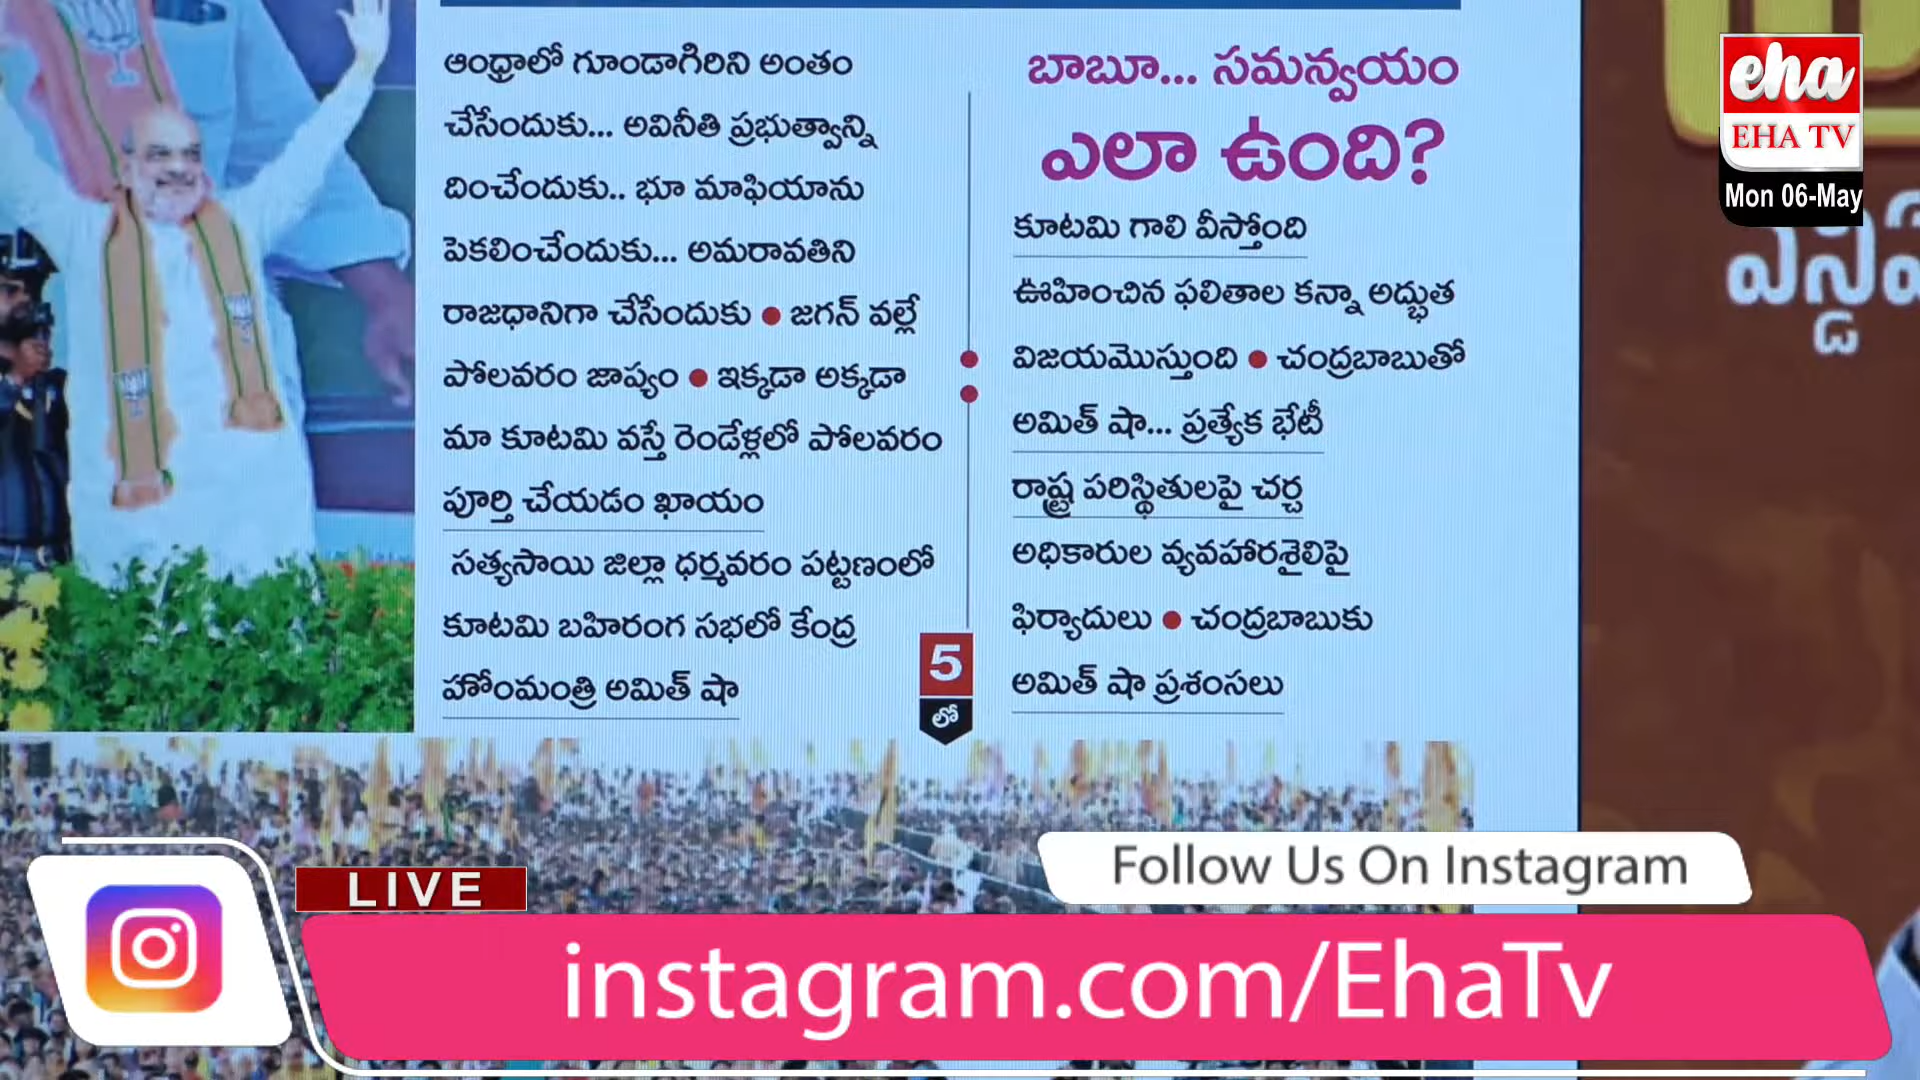 ఆంధ్రాలో గూండాగిరిని అంతం
చేసేందుకు... అవినీతి ప్రభుత్వాన్ని
దించేందుకు.. భూ మాఫియాను
పెకలించేందుకు... అమరావతిని
రాజధానిగా చేసేందుకు ● జగన్ వల్లే
పోలవరం జాప్యం ● ఇక్కడా అక్కడా
మా కూటమి వస్తే రెండేళ్లలో పోలవరం
పూర్తి చేయడం ఖాయం
సత్యసాయి జిల్లా ధర్మవరం పట్టణంలో
కూటమి బహిరంగ సభలో కేంద్ర
హోంమంత్రి అమిత్ షా
5
లో
బాబూ... సమన్వయం
ఎలా ఉంది?
కూటమి గాలి వీస్తోంది
ఊహించిన ఫలితాల కన్నా అద్భుత
విజయమొస్తుంది ● చంద్రబాబుతో
అమిత్ షా... ప్రత్యేక భేటీ
రాష్ట్ర పరిస్థితులపై చర్చ
అధికారుల వ్యవహారశైలిపై
ఫిర్యాదులు ● చంద్రబాబుకు
అమిత్ షా ప్రశంసలు
eha
EHA TV
Mon 06-May
LIVE
Follow Us On Instagram
instagram.com/EhaTv